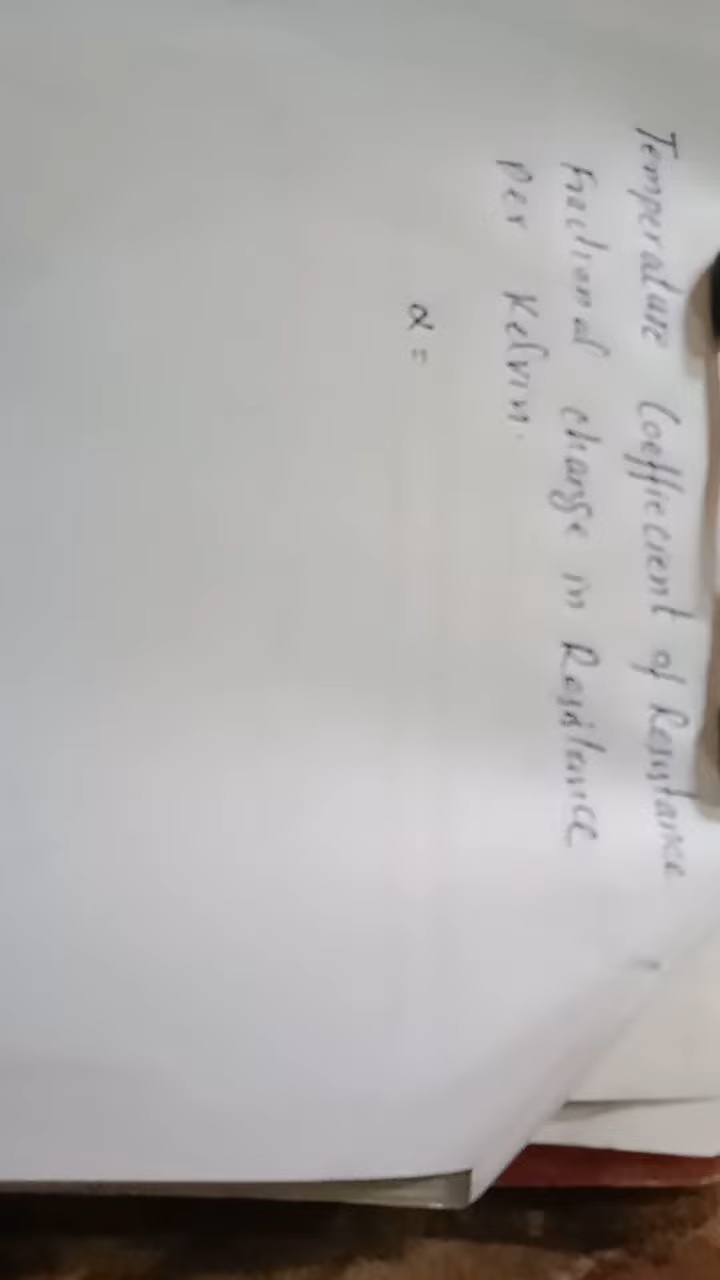 Temperature Coefficient of Resistance
fractional change in Resistance
per Kelvin.
α =